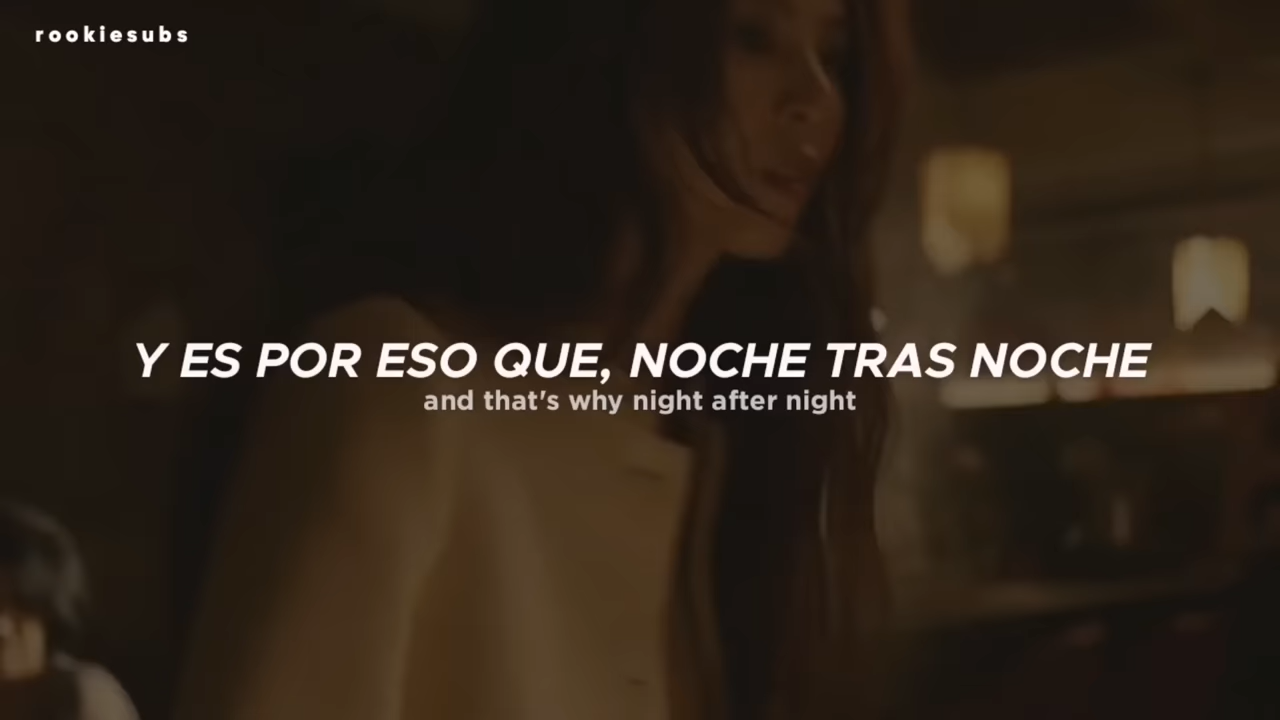 rookiesubs
Y ES POR ESO QUE, NOCHE TRAS NOCHE
and that's why night after night